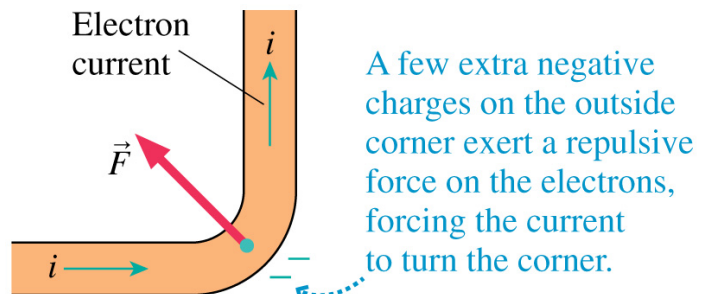 Electron
current
i
F
i
A few extra negative
charges on the outside
corner exert a repulsive
force on the electrons,
forcing the current
to turn the corner.